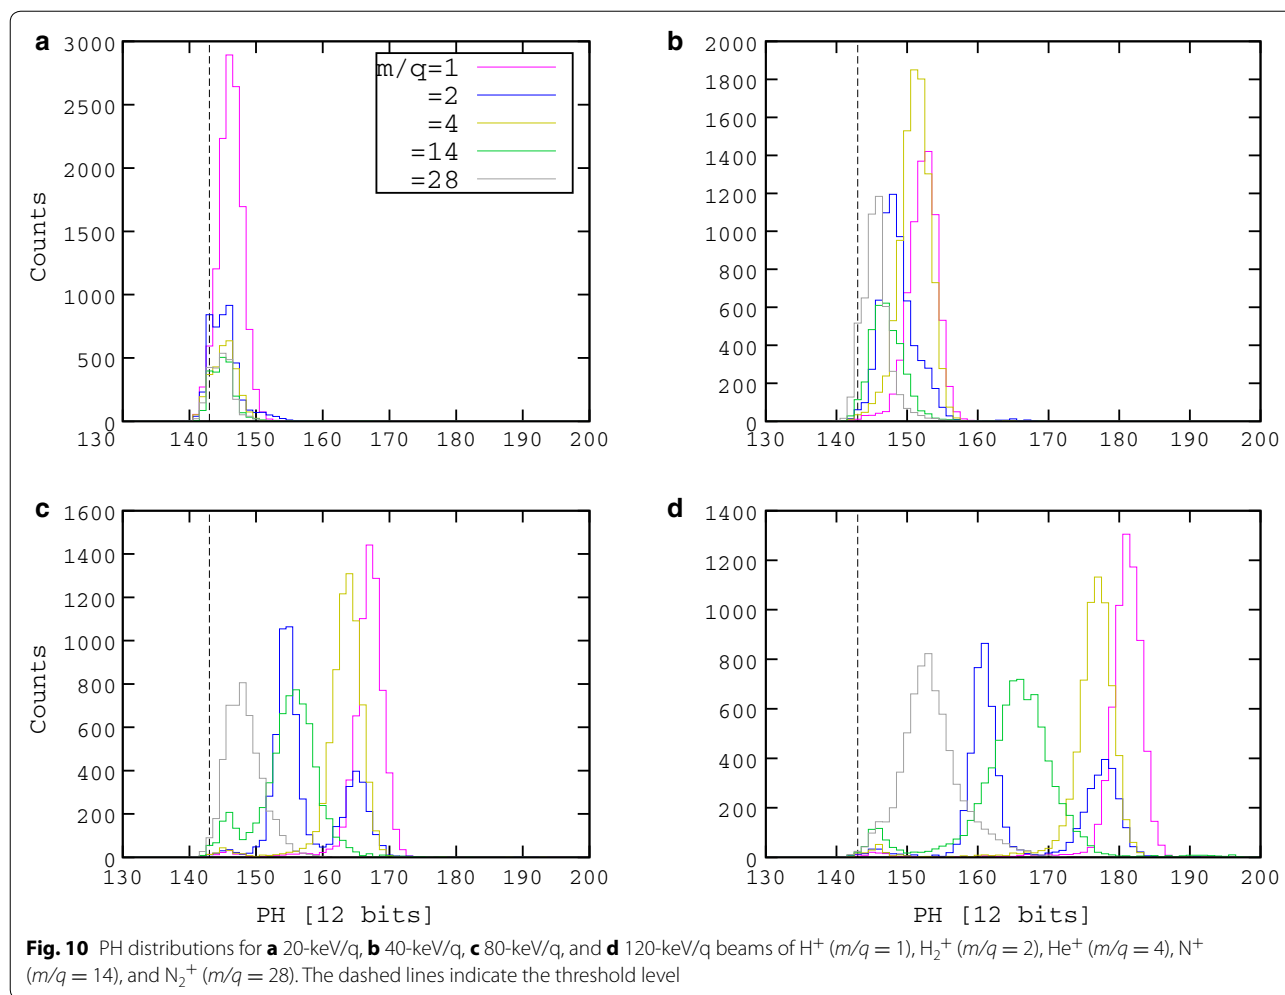 a
3000
2500
2000
1500
1000
500
0
130 140 150 160 170 180 190 200
Counts
m/q=1
=2
=4
=14
=28
b
2000
1800
1600
1400
1200
1000
800
600
400
200
0
130 140 150 160 170 180 190 200
c
1600
1400
1200
1000
800
600
400
200
0
130 140 150 160 170 180 190 200
Counts
PH [12 bits]
d
1400
1200
1000
800
600
400
200
0
130 140 150 160 170 180 190 200
PH [12 bits]
Fig. 10 PH distributions for a 20-keV/q, b 40-keV/q, c 80-keV/q, and d 120-keV/q beams of H⁺ (m/q = 1), H₂⁺ (m/q = 2), He⁺ (m/q = 4), N⁺
(m/q = 14), and N₂⁺ (m/q = 28). The dashed lines indicate the threshold level